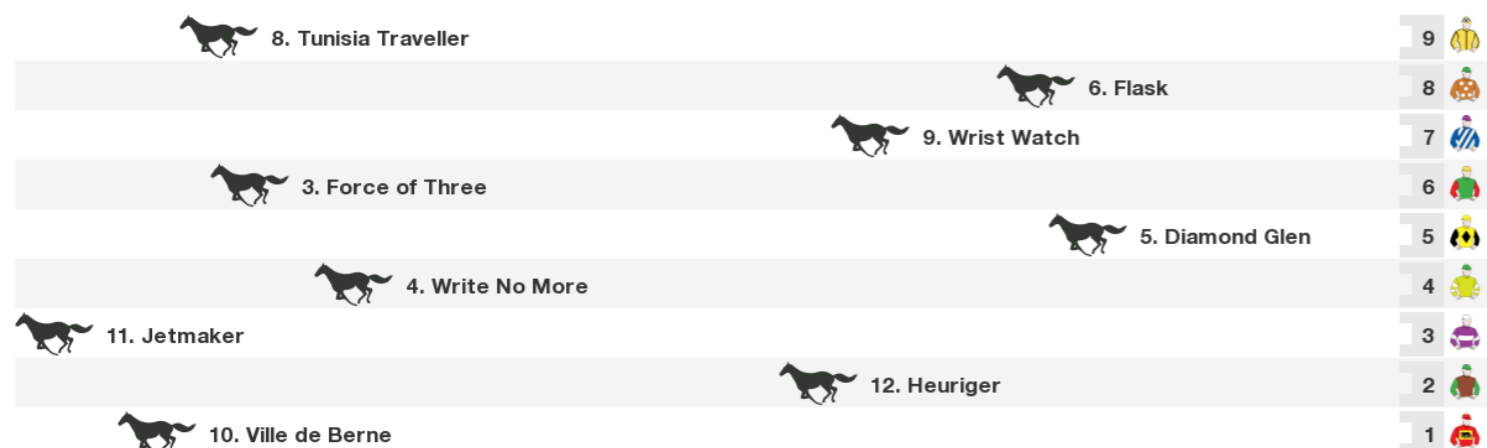 8. Tunisia Traveller 9
6. Flask 8
9. Wrist Watch 7
3. Force of Three 6
5. Diamond Glen 5
4. Write No More 4
11. Jetmaker 3
12. Heuriger 2
10. Ville de Berne 1